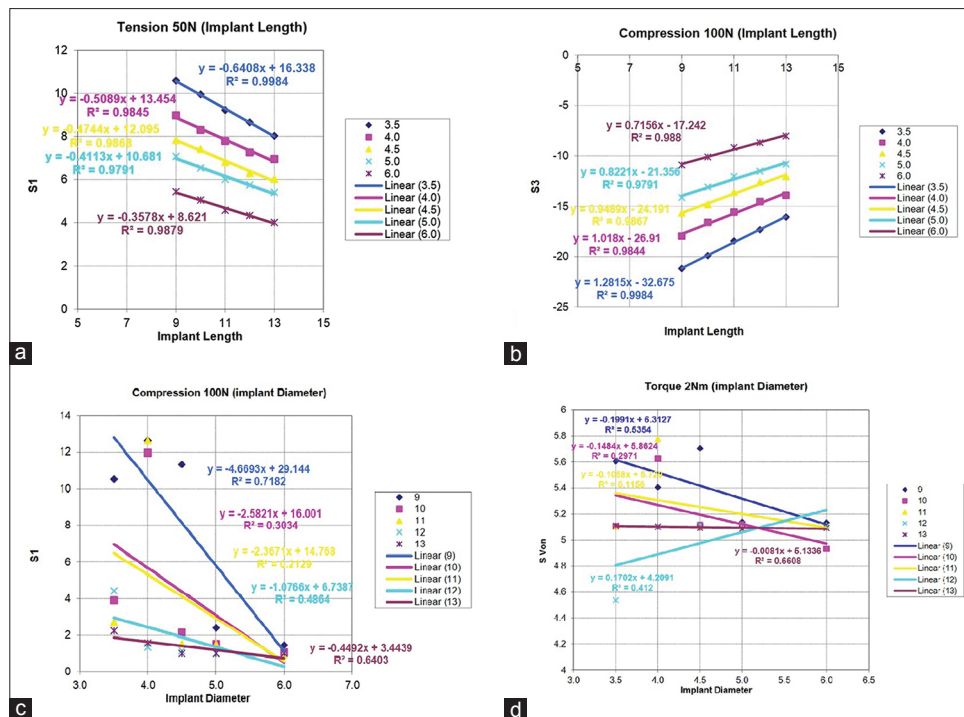 Tension 50N (Implant Length)
12
10
8
6
4
2
0
S1
5
7
9
11
13
15
Implant Length
y = -0.6408x + 16.338
R² = 0.9984
y = -0.5089x + 13.454
R² = 0.9845
y = -0.4744x + 12.095
R² = 0.9868
y = -0.4113x + 10.681
R² = 0.9791
y = -0.3578x + 8.621
R² = 0.9879
3.5
4.0
4.5
5.0
6.0
Linear (3.5)
Linear (4.0)
Linear (4.5)
Linear (5.0)
Linear (6.0)
a
Compression 100N (Implant Length)
0
-5
-10
-15
-20
-25
S3
5
7
9
11
13
15
Implant Length
y = 0.7156x - 17.242
R² = 0.988
y = 0.8221x - 21.356
R² = 0.9791
y = 0.9489x - 24.191
R² = 0.9867
y = 1.018x - 26.91
R² = 0.9844
y = 1.2815x - 32.675
R² = 0.9984
3.5
4.0
4.5
5.0
6.0
Linear (3.5)
Linear (4.0)
Linear (4.5)
Linear (5.0)
Linear (6.0)
b
Compression 100N (implant Diameter)
14
12
10
8
6
4
2
0
S1
3.0
4.0
5.0
6.0
7.0
Implant Diameter
y = -4.6693x + 29.144
R² = 0.7182
y = -2.5821x + 16.001
R² = 0.3034
y = -2.3671x + 14.768
R² = 0.2129
y = -1.0766x + 6.7387
R² = 0.4864
y = -0.4492x + 3.4439
R² = 0.6403
9
10
11
12
13
Linear (9)
Linear (10)
Linear (11)
Linear (12)
Linear (13)
c
Torque 2Nm (implant Diameter)
6
5.8
5.6
5.4
5.2
5
4.8
4.6
4.4
4.2
4
S Von
3.0
3.5
4.0
4.5
5.0
5.5
6.0
6.5
Implant Diameter
y = -0.1991x + 6.3127
R² = 0.5354
y = -0.1484x + 5.8624
R² = 0.2971
R² = 0.1156
y = -0.0081x + 5.1336
R² = 0.6608
y = 0.1702x + 4.2091
R² = 0.412
9
10
11
12
13
Linear (9)
Linear (10)
Linear (11)
Linear (12)
Linear (13)
d